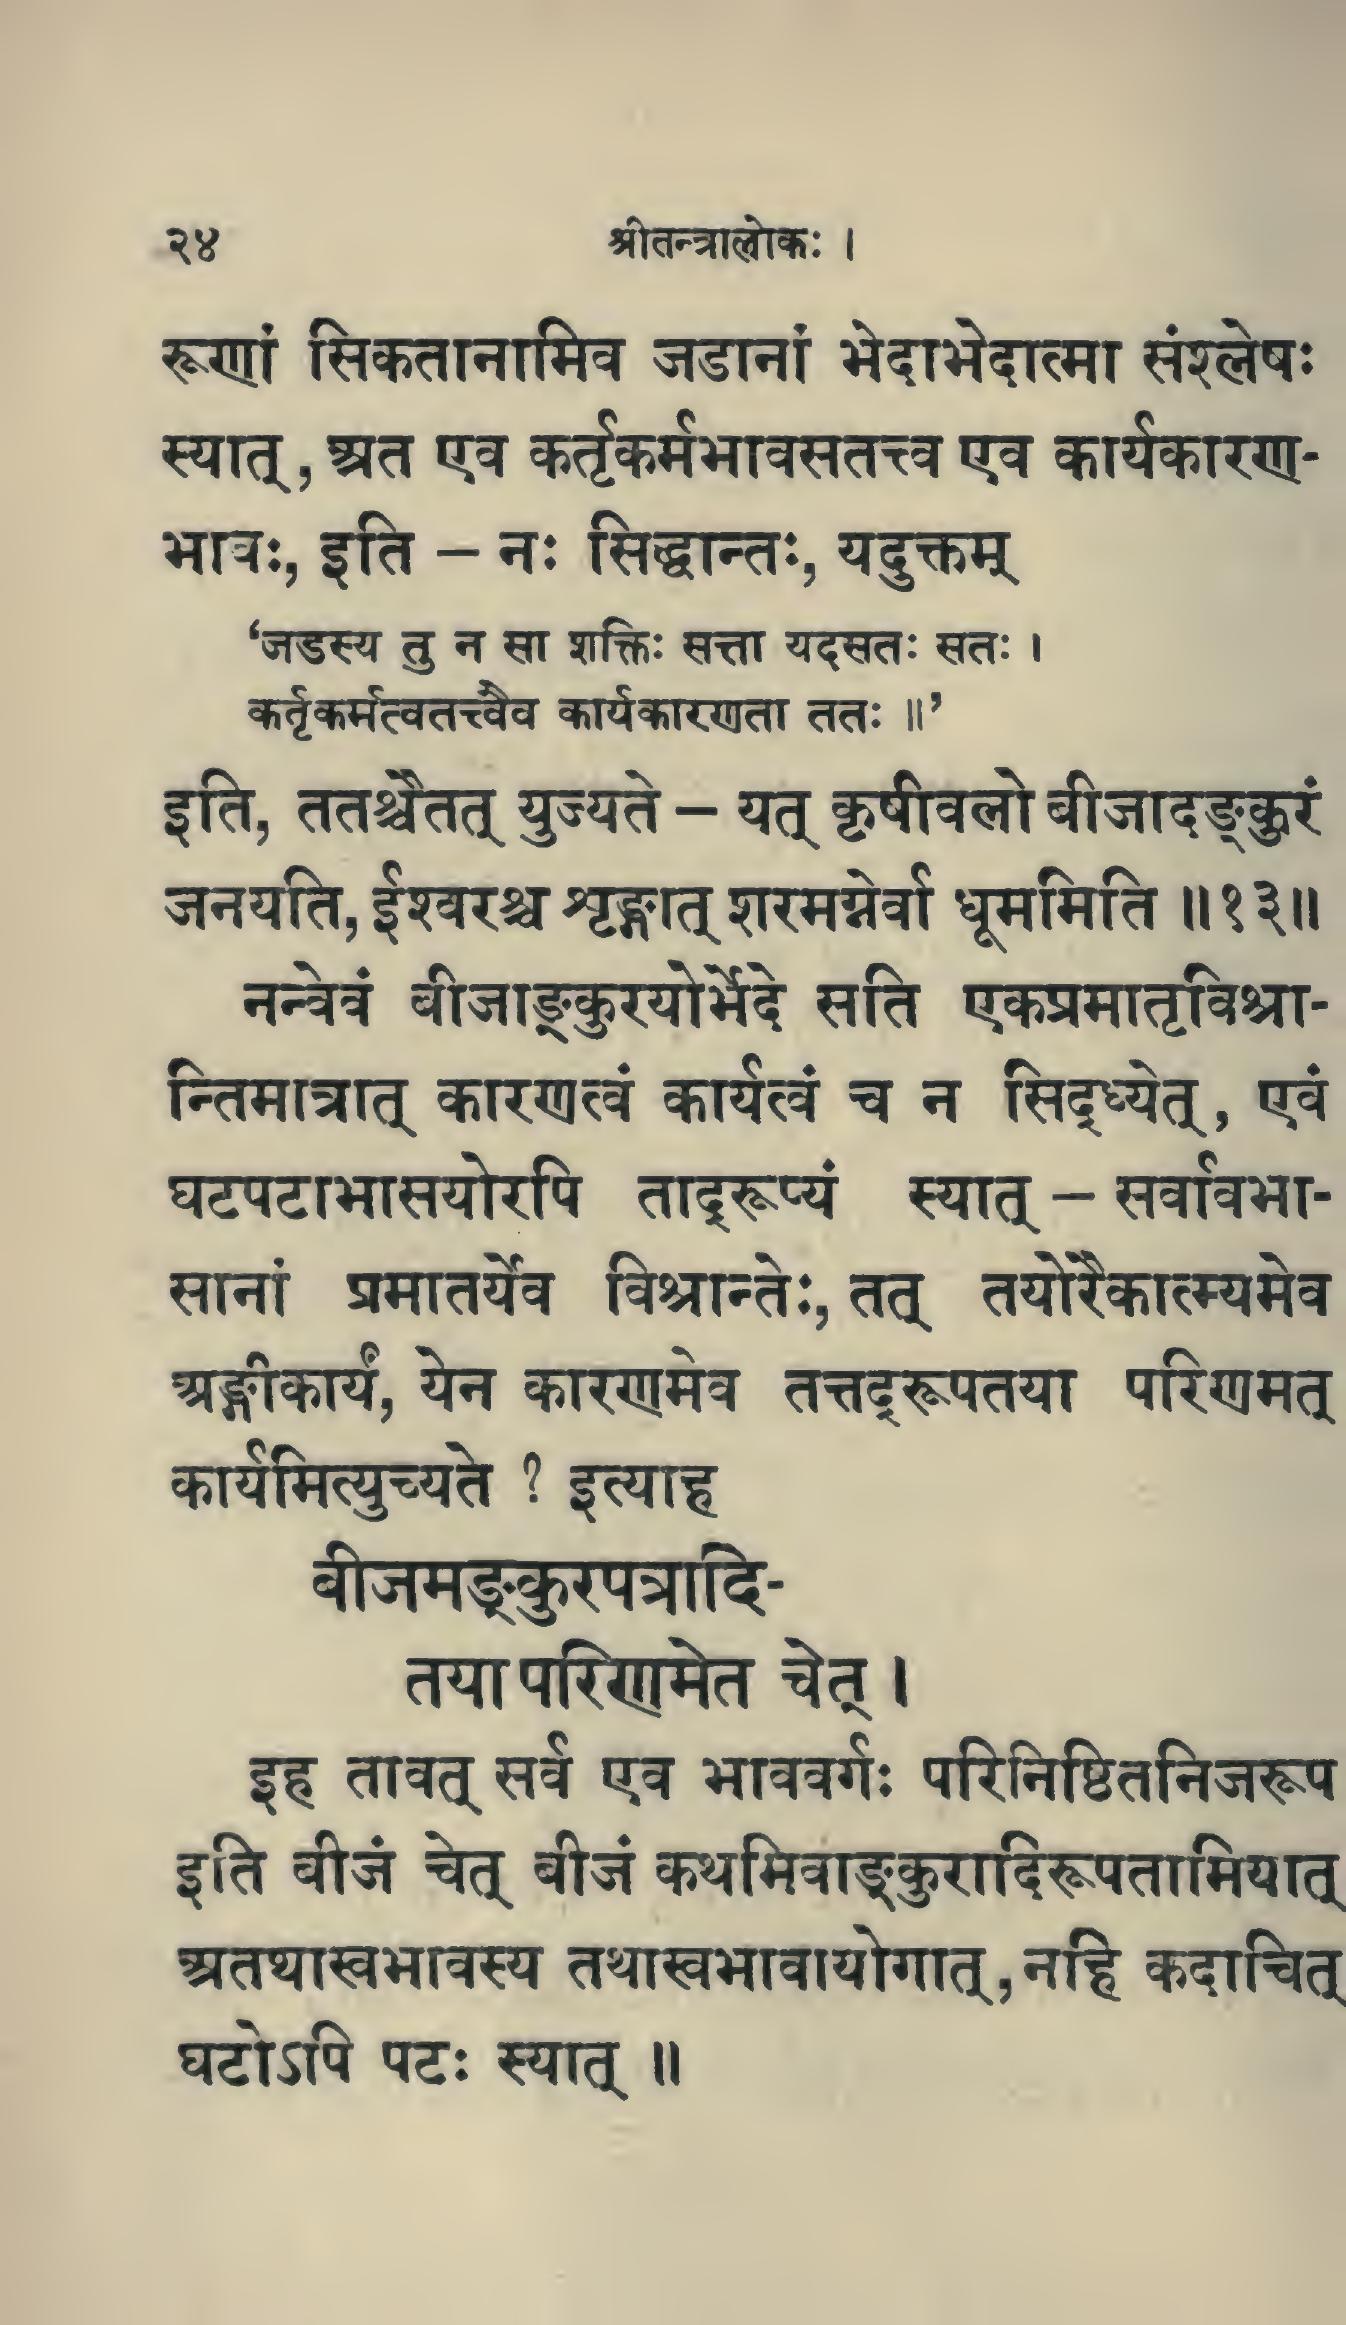 २४ श्रीतन्त्रालोकः ।
रूणां सिकतानामिव जडानां भेदाभेदात्मा संश्लेषः
स्यात्, अत एव कर्तृकर्मभावसतत्त्व एव कार्यकारण-
भावः, इति – नः सिद्धान्तः, यदुक्तम्
‘जडस्य तु न सा शक्तिः सत्ता यदसतः सतः ।
कर्तृकर्मत्वतत्त्वैव कार्यकारणता ततः ॥’
इति, ततश्चैतत् युज्यते – यत् कृषीवलो बीजादङ्कुरं
जनयति, ईश्वरश्च शृङ्गात् शरमग्नेर्वा धूममिति ॥१३॥
नन्वेवं बीजाङ्कुरयोर्भेदे सति एकप्रमातृविश्रा-
न्तिमात्रात् कारणत्वं कार्यत्वं च न सिद्ध्येत्, एवं
घटपटाभासयोरपि ताद्रूप्यं स्यात् – सर्वावभा-
सानां प्रमातर्येव विश्रान्तेः, तत् तयोरैकात्म्यमेव
अङ्गीकार्यं, येन कारणमेव तत्तद्रूपतया परिणमत्
कार्यमित्युच्यते ? इत्याह
बीजमङ्कुरपत्रादि-
तया परिणमेत चेत् ।
इह तावत् सर्व एव भाववर्गः परिनिष्ठितनिजरूप
इति बीजं चेत् बीजं कथमिवाङ्कुरादिरूपतामियात्
अतथास्वभावस्य तथास्वभावायोगात्, नहि कदाचित्
घटोऽपि पटः स्यात् ॥